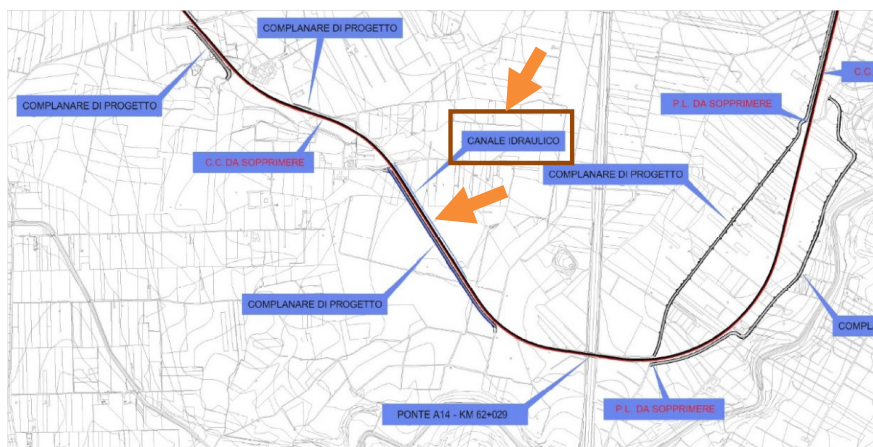 COMPLANARE DI PROGETTO
C.C.
COMPLANARE DI PROGETTO
P.L. DA SOPPRIMERE
CANALE IDRAULICO
C.C. DA SOPPRIMERE
COMPLANARE DI PROGETTO
COMPLANARE DI PROGETTO
COMPL
PONTE A14 - KM 62+029
P.L. DA SOPPRIMERE